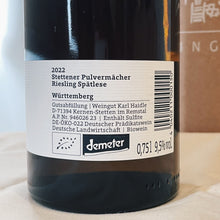 2022
Stettener Pulvermächer
Riesling Spätlese
Württemberg
Gutsabfüllung | Weingut Karl Haidle
D-71394 Kernen-Stetten im Remstal
A.P. Nr. 946026 23 | Enthält Sulfite
DE-ÖKO-022 Deutscher Prädikatswein
Deutsche Landwirtschaft | Biowein
demeter
0,75 l 9,5% vol.
ING